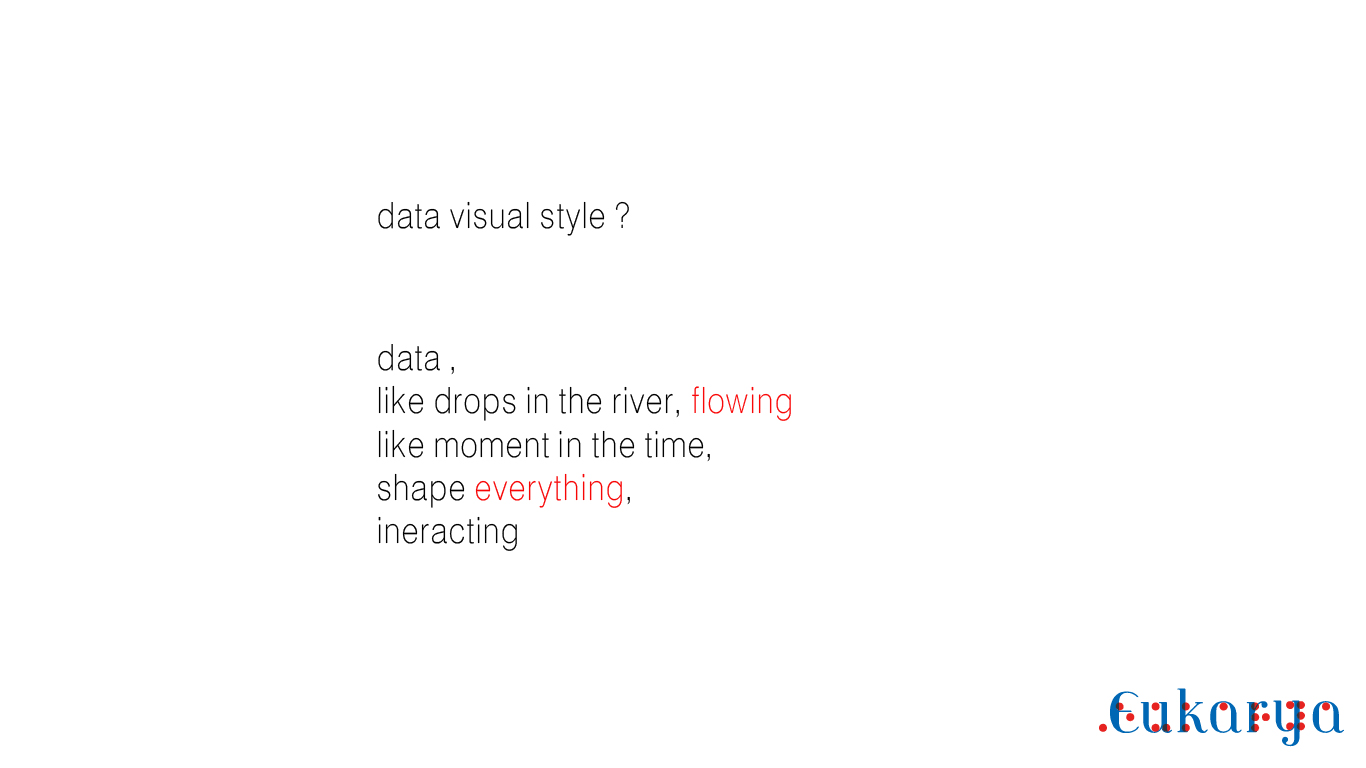 data visual style ?
data ,
like drops in the river, flowing
like moment in the time,
shape everything,
ineracting
.Eukarya